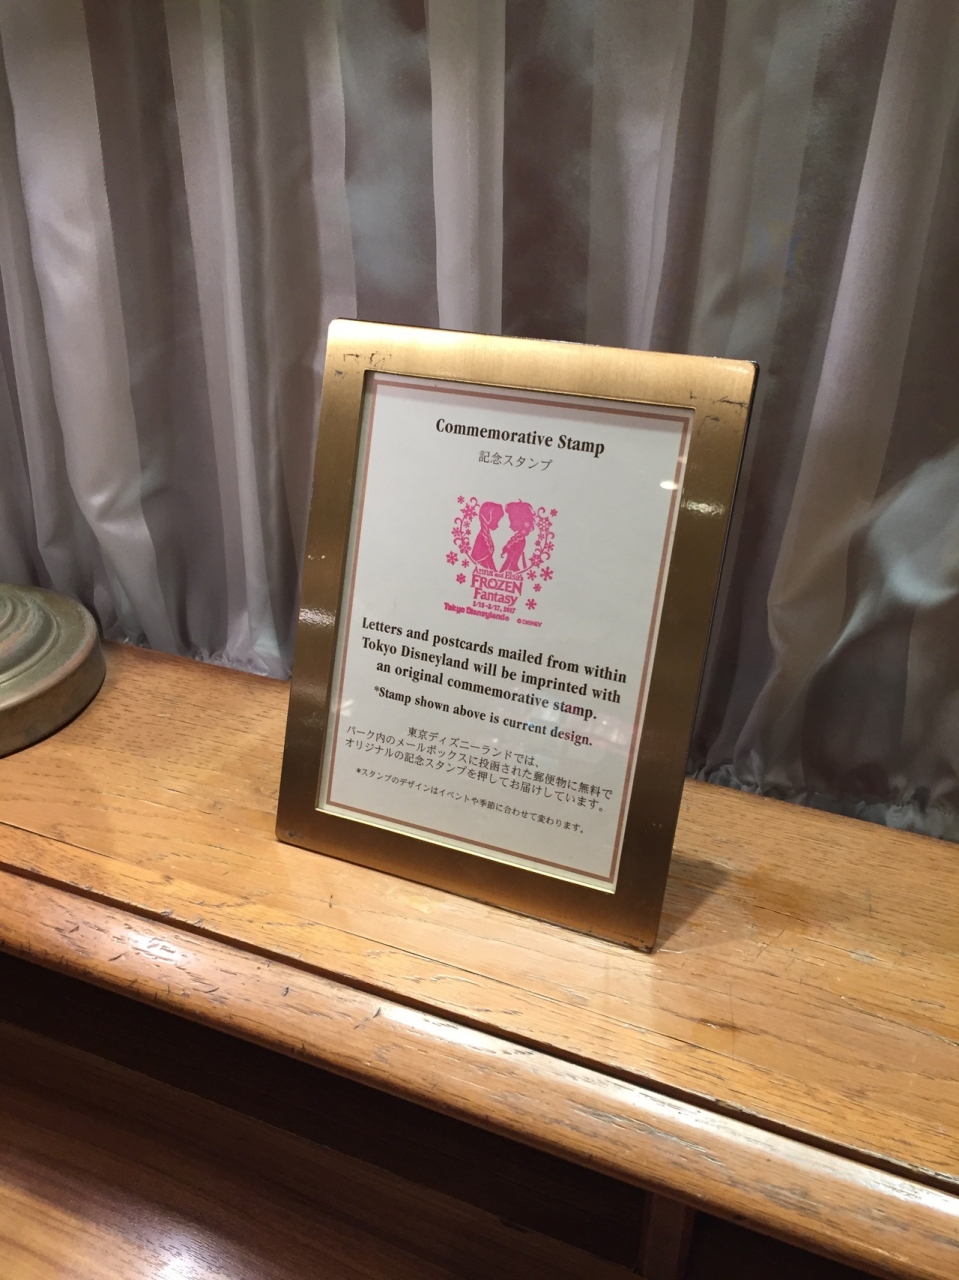 Commemorative Stamp
記念スタンプ
Anna and Elsa's
FROZEN
Fantasy
1/13-3/17, 2017
Tokyo Disneyland®
© DISNEY
Letters and postcards mailed from within
Tokyo Disneyland will be imprinted with
an original commemorative stamp.
*Stamp shown above is current design.
東京ディズニーランドでは、
パーク内のメールボックスに投函された郵便物に無料で
オリジナルの記念スタンプを押してお届けしています。
*スタンプのデザインはイベントや季節に合わせて変わります。